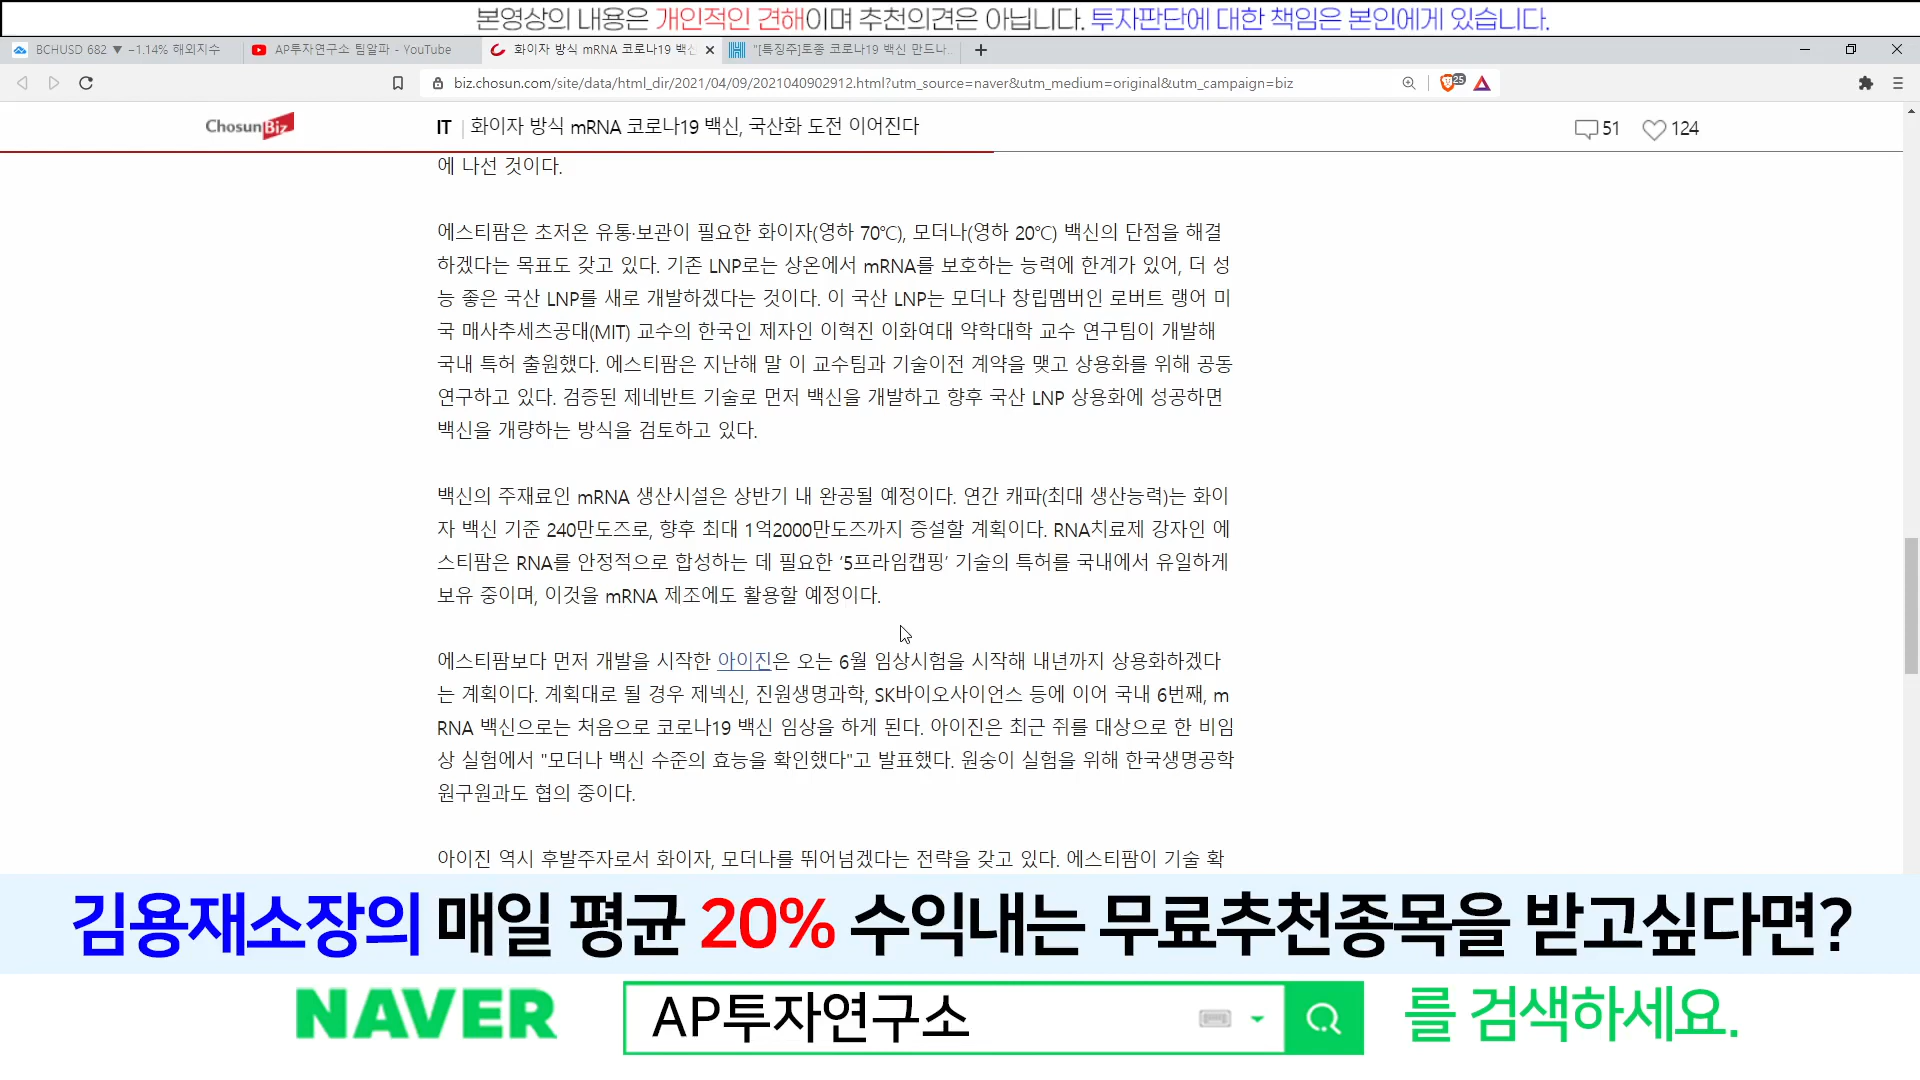 본영상의 내용은 개인적인 견해이며 추천의견은 아닙니다. 투자판단에 대한 책임은 본인에게 있습니다.
BCHUSD 682 ▼ −1.14% 해외지수
AP투자연구소 팀알파 - YouTube
화이자 방식 mRNA 코로나19 백신
"[특징주]토종 코로나19 백신 만드나
biz.chosun.com/site/data/html_dir/2021/04/09/2021040902912.html?utm_source=naver&utm_medium=original&utm_campaign=biz
25
ChosunBiz
IT | 화이자 방식 mRNA 코로나19 백신, 국산화 도전 이어진다
51
124
에 나선 것이다.
에스티팜은 초저온 유통·보관이 필요한 화이자(영하 70℃), 모더나(영하 20℃) 백신의 단점을 해결
하겠다는 목표도 갖고 있다. 기존 LNP로는 상온에서 mRNA를 보호하는 능력에 한계가 있어, 더 성
능 좋은 국산 LNP를 새로 개발하겠다는 것이다. 이 국산 LNP는 모더나 창립멤버인 로버트 랭어 미
국 매사추세츠공대(MIT) 교수의 한국인 제자인 이혁진 이화여대 약학대학 교수 연구팀이 개발해
국내 특허 출원했다. 에스티팜은 지난해 말 이 교수팀과 기술이전 계약을 맺고 상용화를 위해 공동
연구하고 있다. 검증된 제네반트 기술로 먼저 백신을 개발하고 향후 국산 LNP 상용화에 성공하면
백신을 개량하는 방식을 검토하고 있다.
백신의 주재료인 mRNA 생산시설은 상반기 내 완공될 예정이다. 연간 캐파(최대 생산능력)는 화이
자 백신 기준 240만도즈로, 향후 최대 1억2000만도즈까지 증설할 계획이다. RNA치료제 강자인 에
스티팜은 RNA를 안정적으로 합성하는 데 필요한 ‘5프라임캡핑’ 기술의 특허를 국내에서 유일하게
보유 중이며, 이것을 mRNA 제조에도 활용할 예정이다.
에스티팜보다 먼저 개발을 시작한 아이진은 오는 6월 임상시험을 시작해 내년까지 상용화하겠다
는 계획이다. 계획대로 될 경우 제넥신, 진원생명과학, SK바이오사이언스 등에 이어 국내 6번째, m
RNA 백신으로는 처음으로 코로나19 백신 임상을 하게 된다. 아이진은 최근 쥐를 대상으로 한 비임
상 실험에서 "모더나 백신 수준의 효능을 확인했다"고 발표했다. 원숭이 실험을 위해 한국생명공학
원구원과도 협의 중이다.
아이진 역시 후발주자로서 화이자, 모더나를 뛰어넘겠다는 전략을 갖고 있다. 에스티팜이 기술 확
김용재소장의 매일 평균 20% 수익내는 무료추천종목을 받고싶다면?
NAVER AP투자연구소 를 검색하세요.